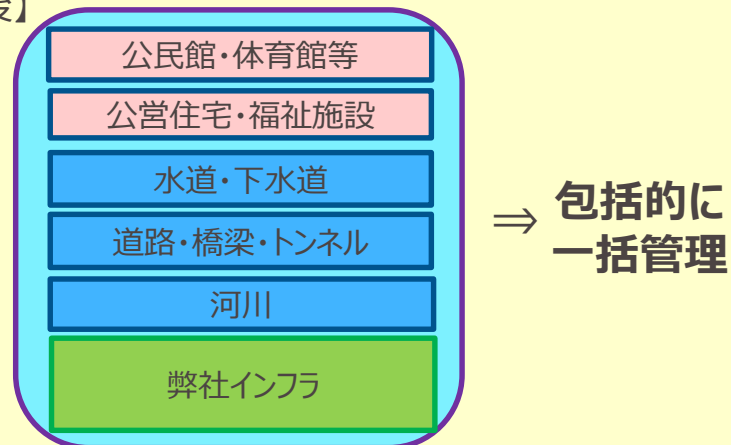 】
公民館・体育館等
公営住宅・福祉施設
水道・下水道
道路・橋梁・トンネル
河川
弊社インフラ
⇒ 包括的に
一括管理